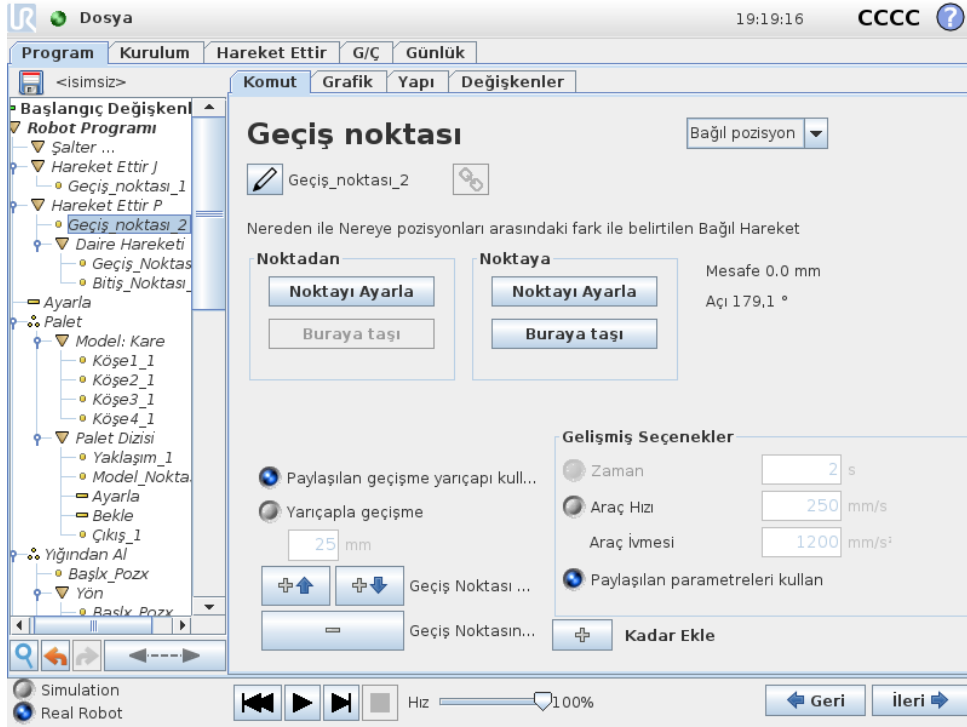 Dosya 19:19:16 CCCC ?
Program Kurulum Hareket Ettir G/Ç Günlük
<isimsiz>
Komut Grafik Yapı Değişkenler
Başlangıç Değişkenl
Robot Programı
Şalter ...
Hareket Ettir J
Geçiş_noktası_1
Hareket Ettir P
Geçiş_noktası_2
Daire Hareketi
Geçiş_Noktas
Bitiş_Noktası_
Ayarla
Palet
Model: Kare
Köşe1_1
Köşe2_1
Köşe3_1
Köşe4_1
Palet Dizisi
Yaklaşım_1
Model_Nokta
Ayarla
Bekle
Çıkış_1
Yığından Al
Başlx_Pozx
Yön
Başlx_Pozx
Geçiş noktası
Bağıl pozisyon
Geçiş_noktası_2
Nereden ile Nereye pozisyonları arasındaki fark ile belirtilen Bağıl Hareket
Noktadan
Noktayı Ayarla
Buraya taşı
Noktaya
Noktayı Ayarla
Buraya taşı
Mesafe 0.0 mm
Açı 179,1 °
Paylaşılan geçişme yarıçapı kull...
Yarıçapla geçişme
25 mm
Geçiş Noktası ...
Geçiş Noktasın...
Gelişmiş Seçenekler
Zaman 2 s
Araç Hızı 250 mm/s
Araç İvmesi 1200 mm/s²
Paylaşılan parametreleri kullan
Kadar Ekle
Simulation
Real Robot
Hız 100%
Geri
İleri